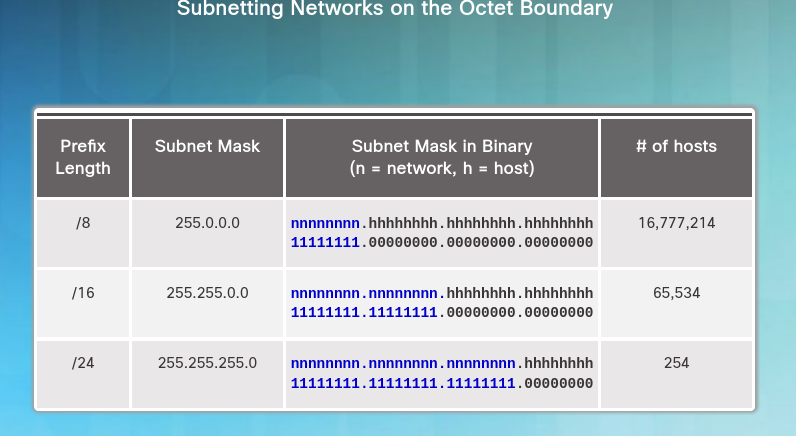 Subnetting Networks on the Octet Boundary
Prefix Length | Subnet Mask | Subnet Mask in Binary (n = network, h = host) | # of hosts
/8 | 255.0.0.0 | nnnnnnnn.hhhhhhhh.hhhhhhhh.hhhhhhhh 11111111.00000000.00000000.00000000 | 16,777,214
/16 | 255.255.0.0 | nnnnnnnn.nnnnnnnn.hhhhhhhh.hhhhhhhh 11111111.11111111.00000000.00000000 | 65,534
/24 | 255.255.255.0 | nnnnnnnn.nnnnnnnn.nnnnnnnn.hhhhhhhh 11111111.11111111.11111111.00000000 | 254